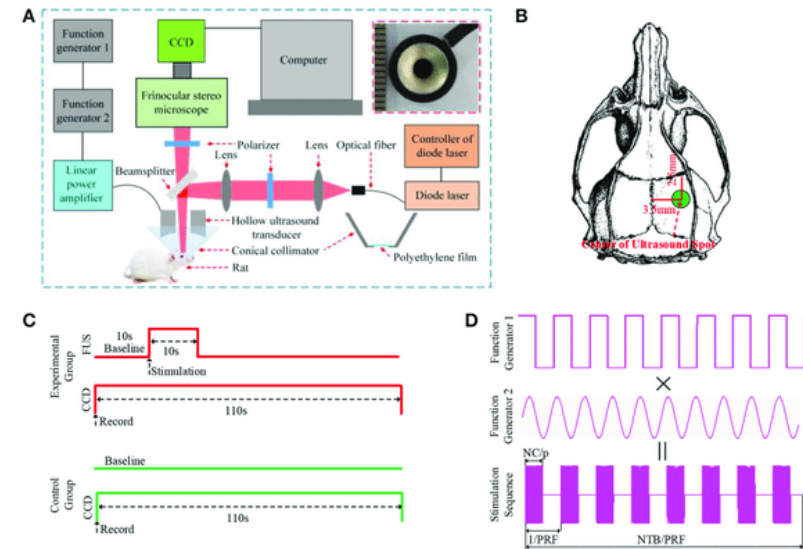 A
Function
generator 1
Function
generator 2
Linear
power
amplifier
CCD
Frinocular stereo
microscope
Computer
Polarizer
Lens
Lens
Optical fiber
Beamsplitter
Controller of
diode laser
Diode laser
Hollow ultrasound
transducer
Conical collimator
Rat
Polyethylene film
B
3.5mm
Center of Ultrasound Spot
C
Experimental
Group
FUS
10s
Baseline
10s
Stimulation
CCD
110s
Record
Control
Group
Baseline
CCD
110s
Record
D
Function
Generator 1
×
Function
Generator 2
=
Stimulation
Sequence
NC/p
1/PRF
NTB/PRF